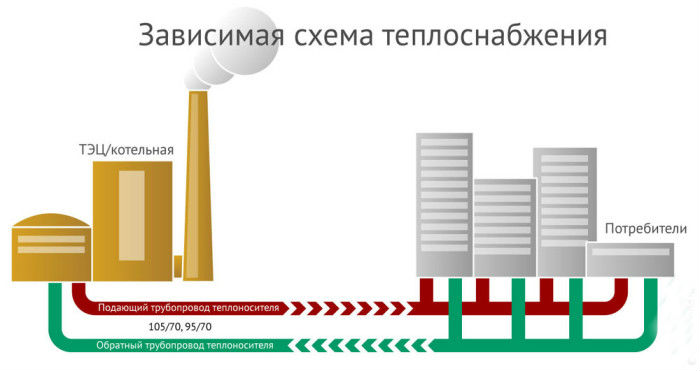 Зависимая схема теплоснабжения
ТЭЦ/котельная
Потребители
Подающий трубопровод теплоносителя
105/70, 95/70
Обратный трубопровод теплоносителя